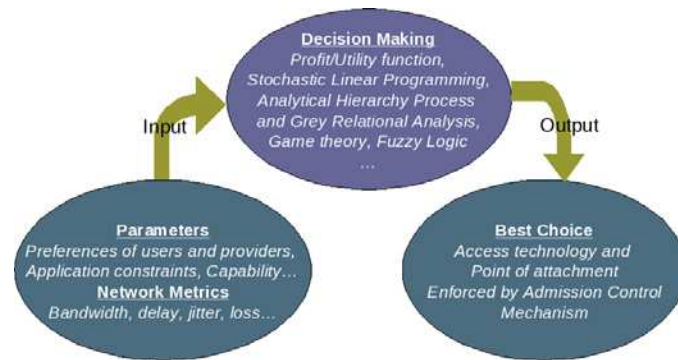 Decision Making
Profit/Utility function,
Stochastic Linear Programming,
Analytical Hierarchy Process
and Grey Relational Analysis,
Game theory, Fuzzy Logic
...
Input
Output
Parameters
Preferences of users and providers,
Application constraints, Capability...
Network Metrics
Bandwidth, delay, jitter, loss...
Best Choice
Access technology and
Point of attachment
Enforced by Admission Control
Mechanism